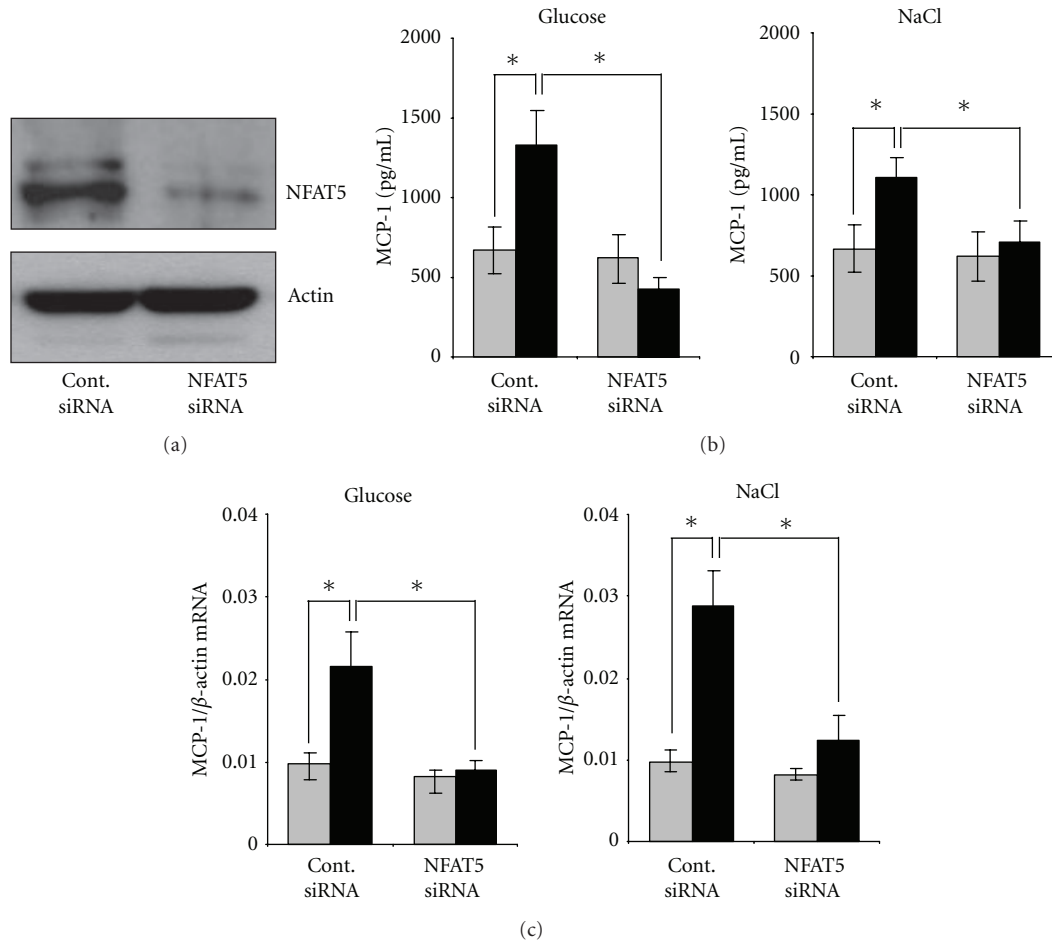 NFAT5
Actin
Cont.
siRNA
NFAT5
siRNA
(a)
Glucose
2000
1500
1000
500
0
MCP-1 (pg/mL)
*
*
Cont.
siRNA
NFAT5
siRNA
NaCl
2000
1500
1000
500
0
MCP-1 (pg/mL)
*
*
Cont.
siRNA
NFAT5
siRNA
(b)
Glucose
0.04
0.03
0.02
0.01
0
MCP-1/β-actin mRNA
*
*
Cont.
siRNA
NFAT5
siRNA
NaCl
0.04
0.03
0.02
0.01
0
MCP-1/β-actin mRNA
*
*
Cont.
siRNA
NFAT5
siRNA
(c)